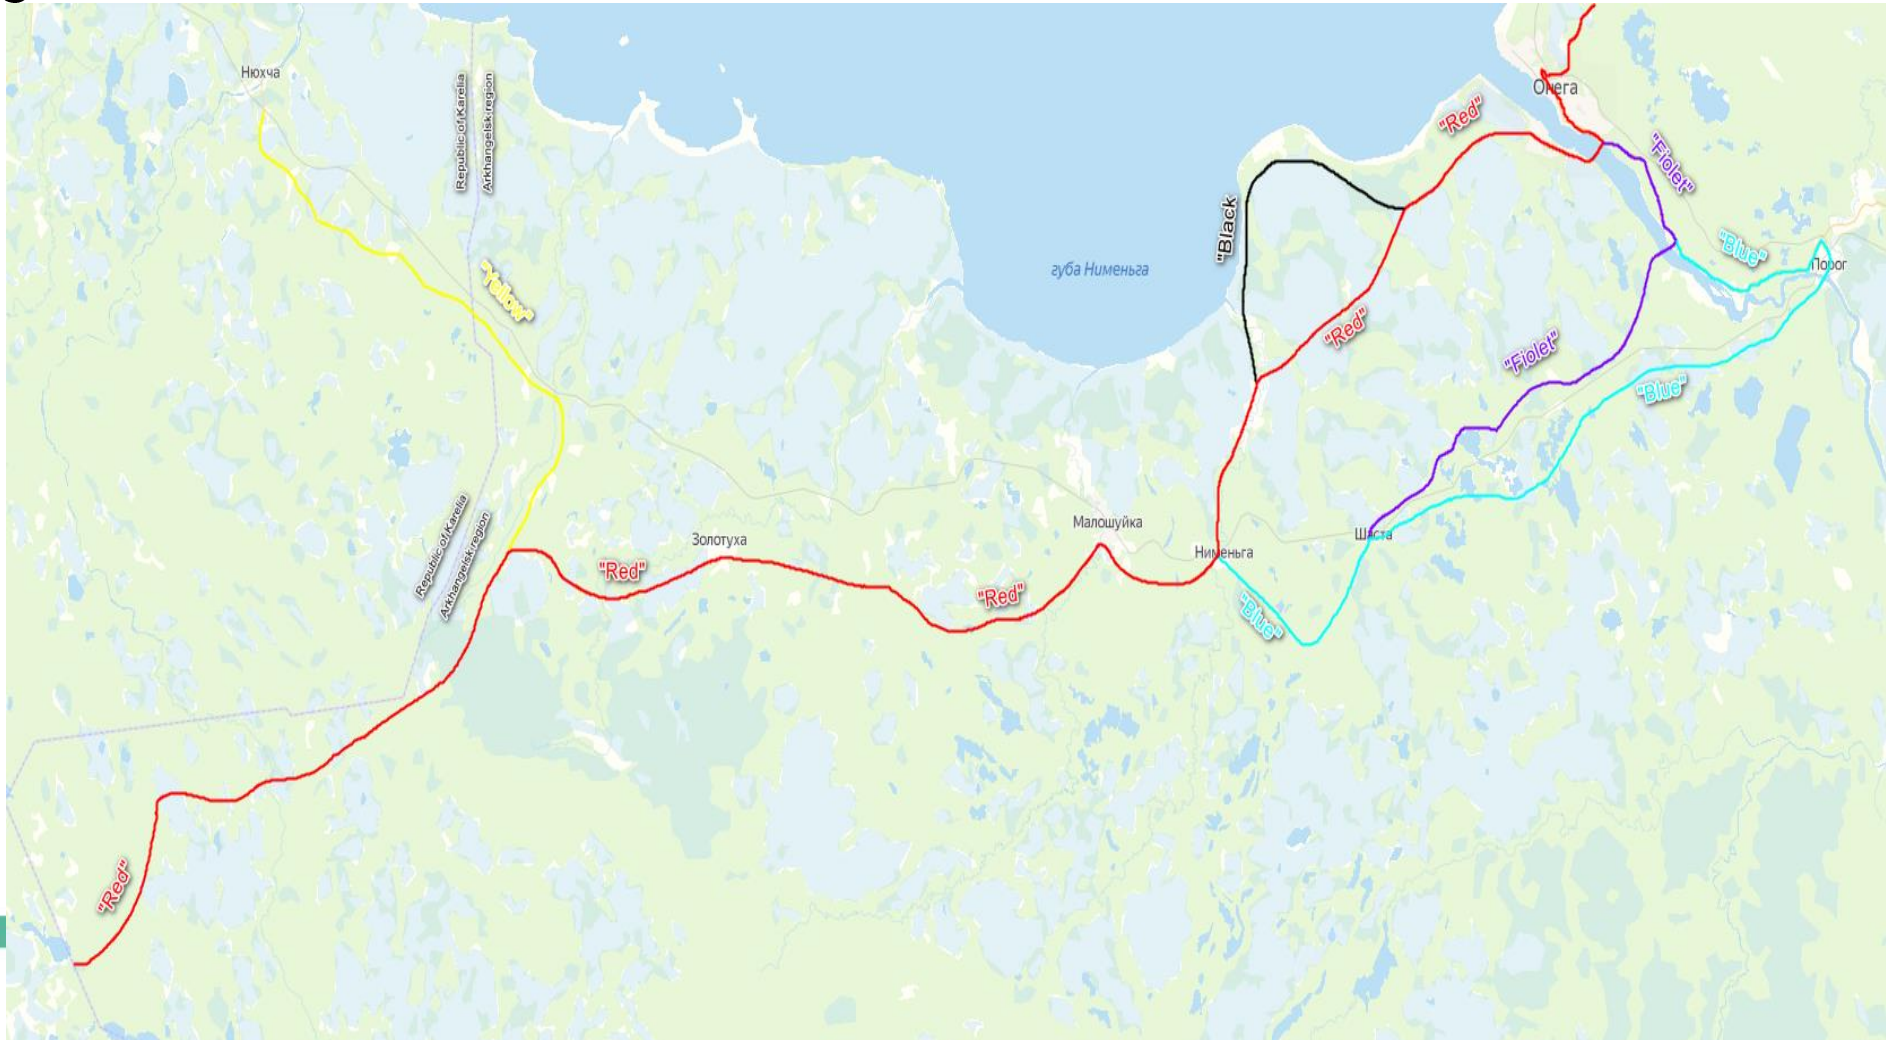 Нюхча
Republic of Karelia
Arkhangelsk region
Онега
"Red"
"Fiolet"
"Black
"Blue"
Порог
губа Нименьга
"Yellow"
"Red"
"Fiolet"
"Blue"
Republic of Karelia
Arkhangelsk region
Золотуха
Малошуйка
Нименьга
Шаста
"Red"
"Red"
"Blue"
"Red"